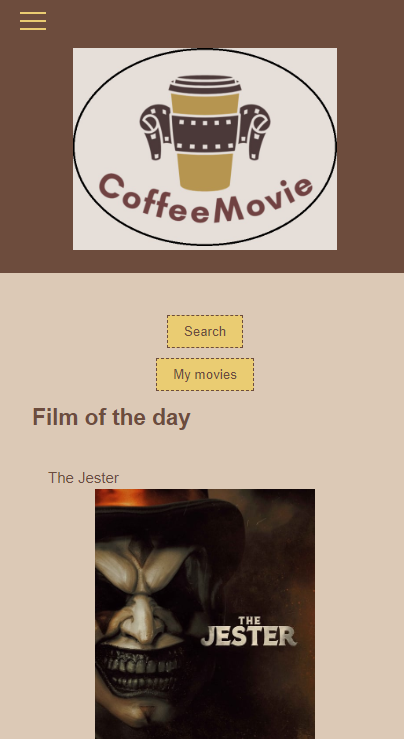 CoffeeMovie
Search
My movies
Film of the day
The Jester
THE
JESTER